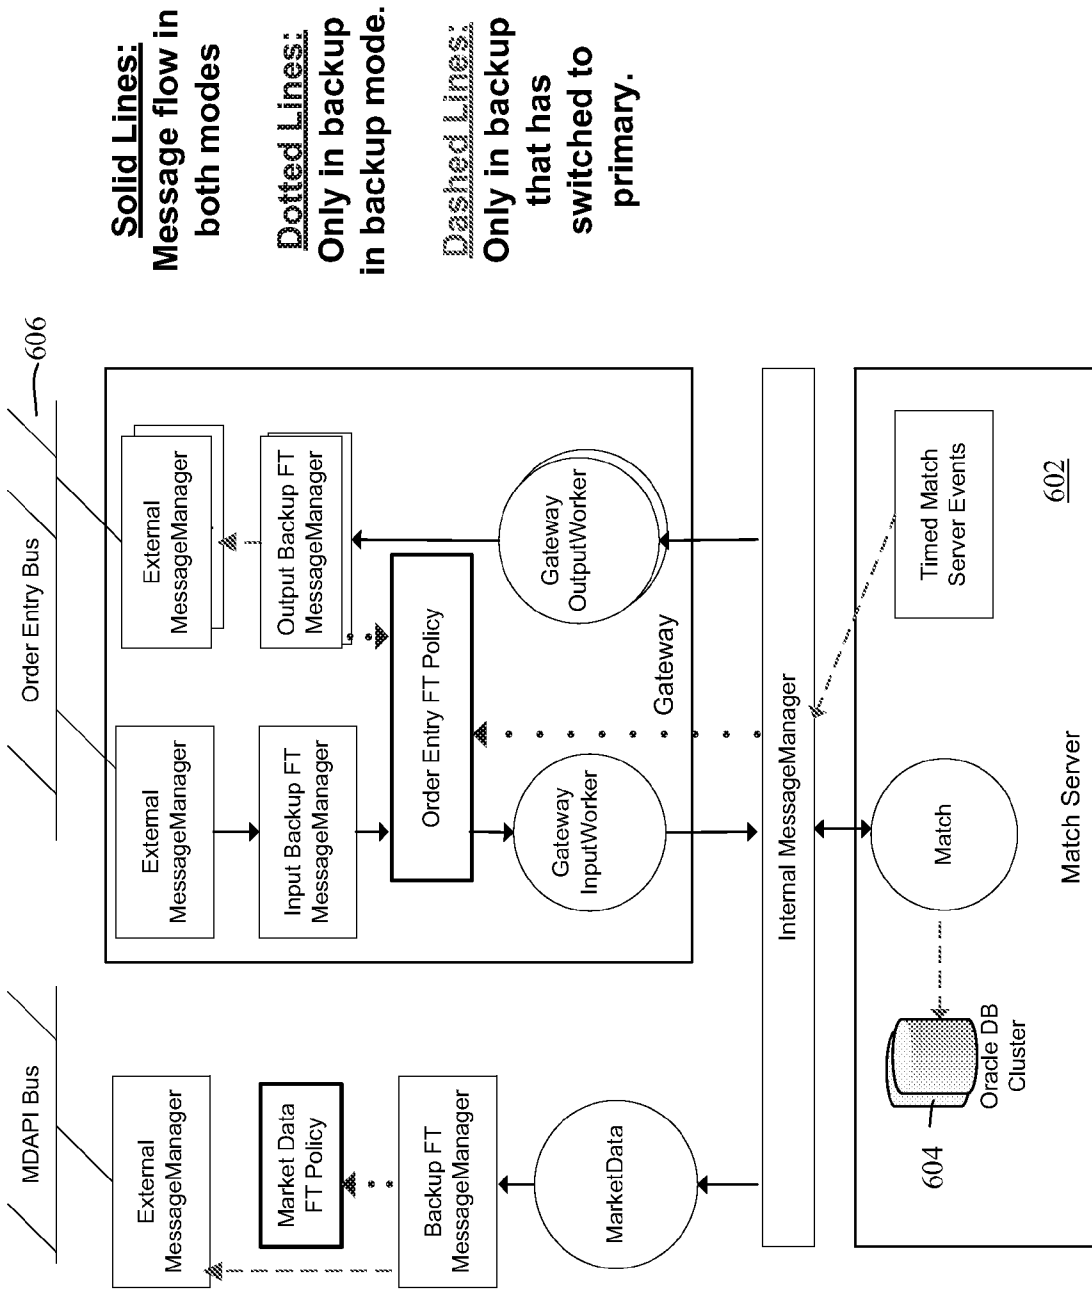 MDAPI Bus
Order Entry Bus
606
External
MessageManager
External
MessageManager
External
MessageManager
Market Data
FT Policy
Input Backup FT
MessageManager
Output Backup FT
MessageManager
Backup FT
MessageManager
Order Entry FT Policy
MarketData
Gateway
InputWorker
Gateway
OutputWorker
Gateway
Internal MessageManager
604
Oracle DB
Cluster
Match
Timed Match
Server Events
Match Server
602
Solid Lines:
Message flow in
both modes
Dotted Lines:
Only in backup
in backup mode.
Dashed Lines:
Only in backup
that has
switched to
primary.